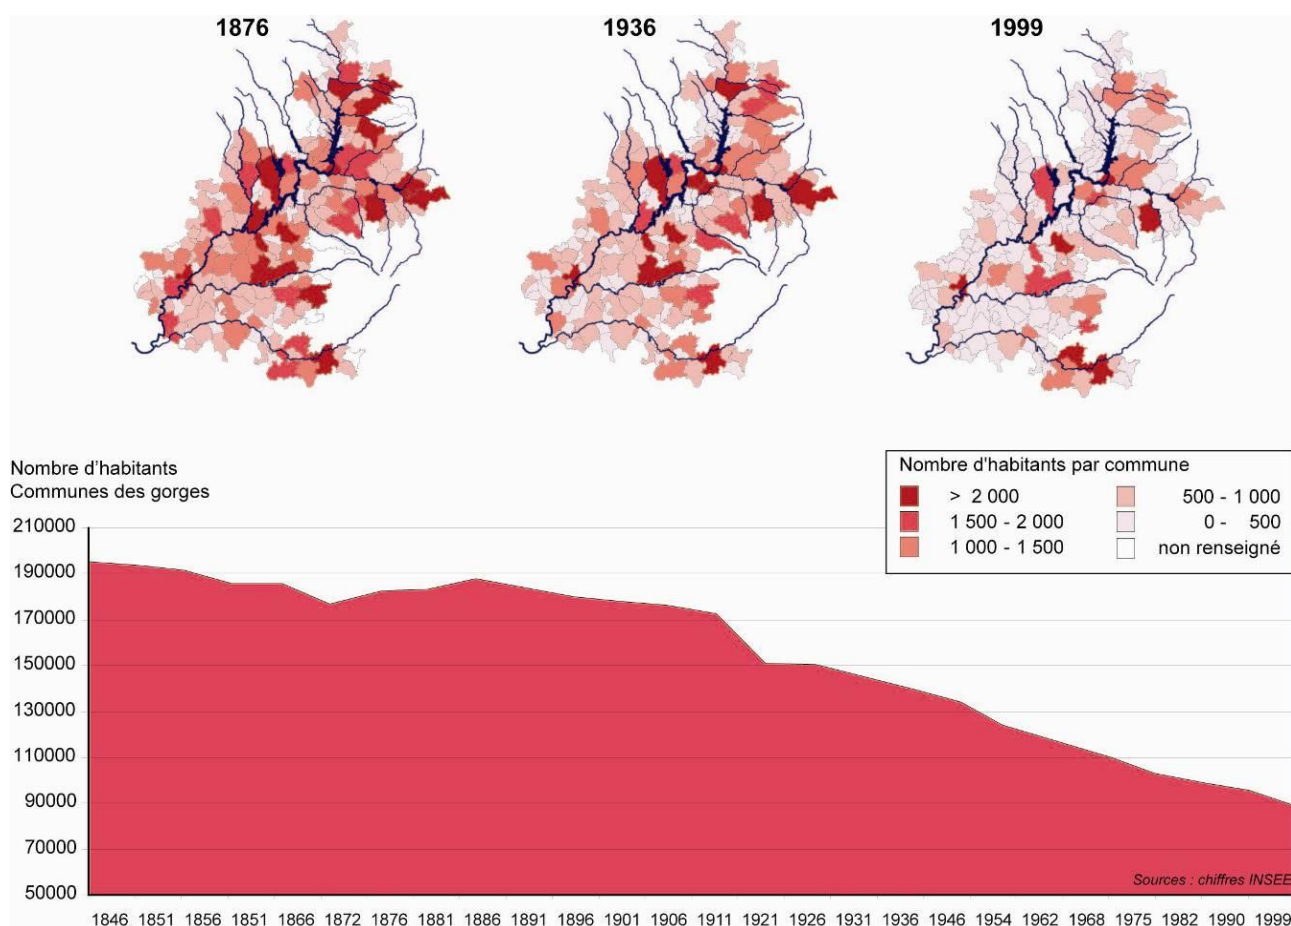 1876
1936
1999
Nombre d'habitants
Communes des gorges
Nombre d'habitants par commune
> 2 000
500 - 1 000
1 500 - 2 000
0 - 500
1 000 - 1 500
non renseigné
210000
190000
170000
150000
130000
110000
90000
70000
50000
Sources : chiffres INSEE
1846 1851 1856 1851 1866 1872 1876 1881 1886 1891 1896 1901 1906 1911 1921 1926 1931 1936 1946 1954 1962 1968 1975 1982 1990 1999